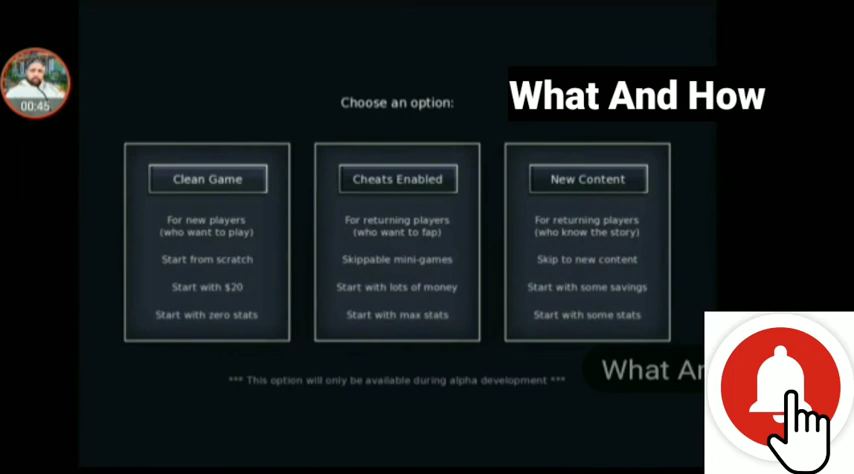 00:45
What And How
Choose an option:
Clean Game
For new players
(who want to play)
Start from scratch
Start with $20
Start with zero stats
Cheats Enabled
For returning players
(who want to fap)
Skippable mini-games
Start with lots of money
Start with max stats
New Content
For returning players
(who know the story)
Skip to new content
Start with some savings
Start with some stats
*** This option will only be available during alpha development ***
What An